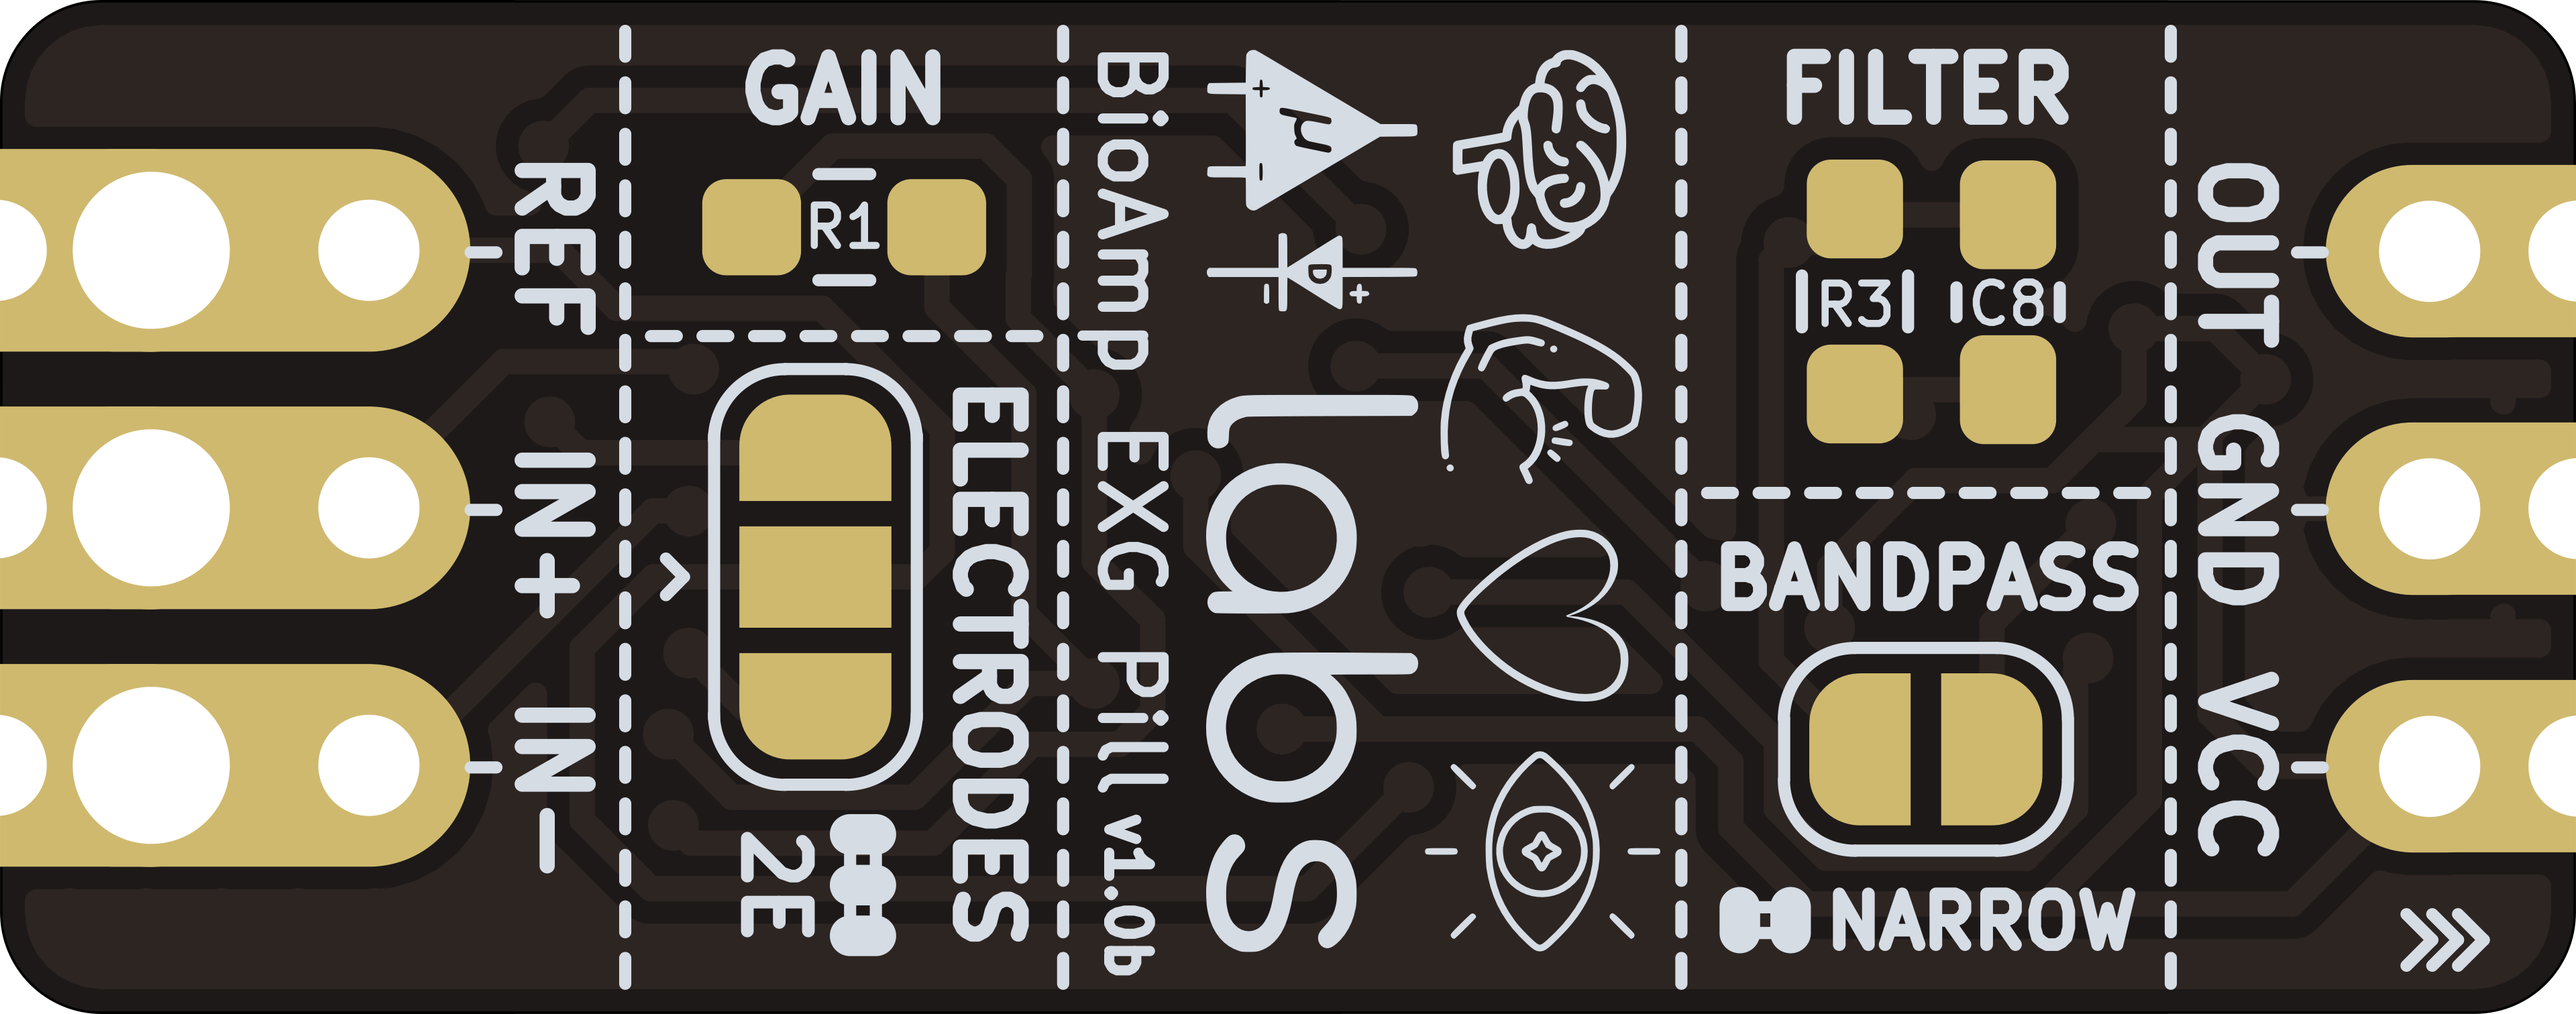 REF
IN+
IN−
GAIN
R1
ELECTRODES
2E
BioAmp EXG Pill v1.0b
+
µ
-
D
- +
labs
FILTER
R3
C8
BANDPASS
NARROW
OUT
GND
VCC